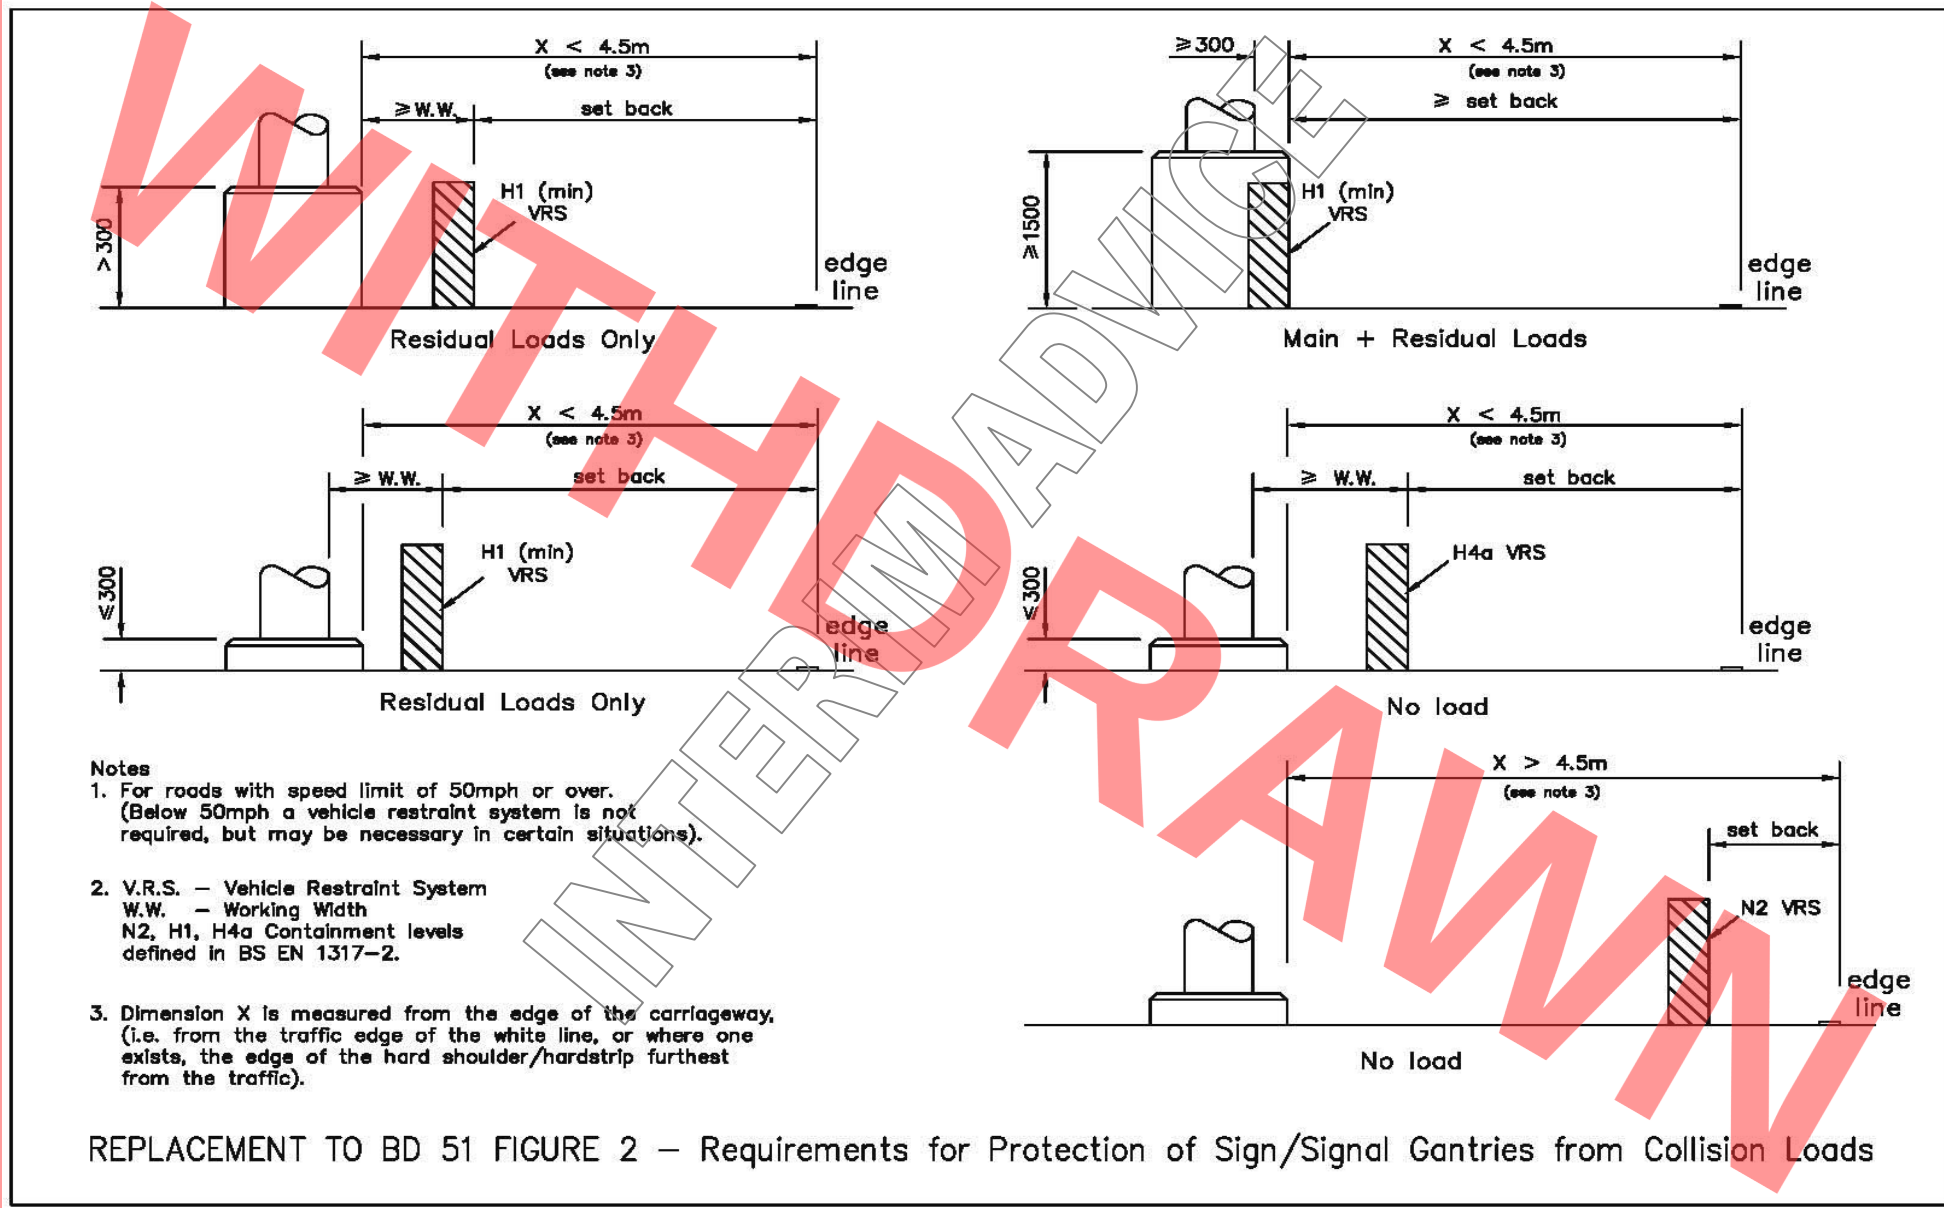 X < 4.5m
(see note 3)
≥W.W.
set back
>300
H1 (min)
VRS
edge
line
Residual Loads Only
≥300
X < 4.5m
(see note 3)
≥ set back
≥1500
H1 (min)
VRS
edge
line
Main + Residual Loads
X < 4.5m
(see note 3)
≥ W.W.
set back
≤300
H1 (min)
VRS
edge
line
Residual Loads Only
X < 4.5m
(see note 3)
≥ W.W.
set back
≤300
H4a VRS
edge
line
No load
X > 4.5m
(see note 3)
set back
N2 VRS
edge
line
No load
Notes
1. For roads with speed limit of 50mph or over.
(Below 50mph a vehicle restraint system is not
required, but may be necessary in certain situations).
2. V.R.S. – Vehicle Restraint System
W.W. – Working Width
N2, H1, H4a Containment levels
defined in BS EN 1317–2.
3. Dimension X is measured from the edge of the carriageway,
(i.e. from the traffic edge of the white line, or where one
exists, the edge of the hard shoulder/hardstrip furthest
from the traffic).
REPLACEMENT TO BD 51 FIGURE 2 – Requirements for Protection of Sign/Signal Gantries from Collision Loads
INTERIM ADVICE
WITHDRAWN